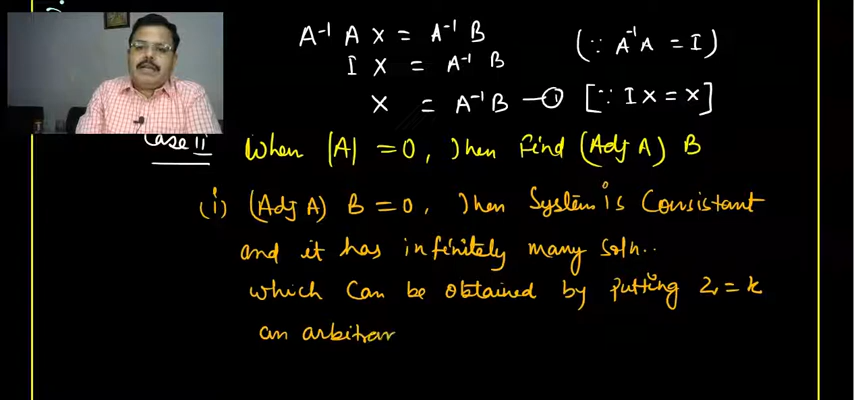 A⁻¹ A X = A⁻¹ B (∵ A⁻¹A = I)
I X = A⁻¹ B
X = A⁻¹ B —① [∵ I X = X]
Case II When |A| = 0, Then Find (Adj A) B
(i) (Adj A) B = 0, Then System is Consistant
and it has infinitely many soln..
which can be obtained by putting z = k
an arbitrar